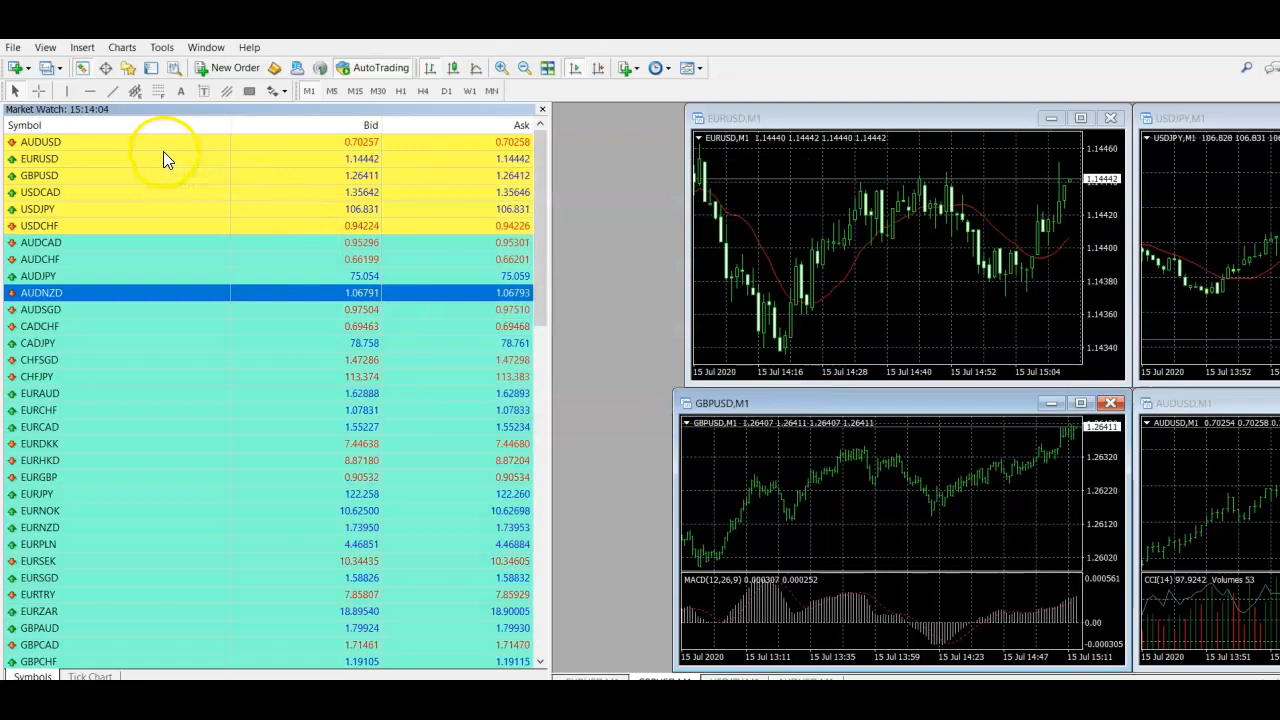 File View Insert Charts Tools Window Help
New Order AutoTrading
A T M1 M5 M15 M30 H1 H4 D1 W1 MN
Market Watch: 15:14:04
Symbol Bid Ask
AUDUSD 0.70257 0.70258
EURUSD 1.14442 1.14442
GBPUSD 1.26411 1.26412
USDCAD 1.35642 1.35646
USDJPY 106.831 106.831
USDCHF 0.94224 0.94226
AUDCAD 0.95296 0.95301
AUDCHF 0.66199 0.66201
AUDJPY 75.054 75.059
AUDNZD 1.06791 1.06793
AUDSGD 0.97504 0.97510
CADCHF 0.69463 0.69468
CADJPY 78.758 78.761
CHFSGD 1.47286 1.47298
CHFJPY 113.374 113.383
EURAUD 1.62888 1.62893
EURCHF 1.07831 1.07833
EURCAD 1.55227 1.55234
EURDKK 7.44638 7.44680
EURHKD 8.87180 8.87204
EURGBP 0.90532 0.90534
EURJPY 122.258 122.260
EURNOK 10.62500 10.62698
EURNZD 1.73950 1.73953
EURPLN 4.46851 4.46884
EURSEK 10.34435 10.34605
EURSGD 1.58826 1.58832
EURTRY 7.85807 7.85929
EURZAR 18.89540 18.90005
GBPAUD 1.79924 1.79930
GBPCAD 1.71461 1.71470
GBPCHF 1.19105 1.19115
Symbols Tick Chart
EURUSD,M1
EURUSD,M1 1.14440 1.14442 1.14440 1.14442
1.14460
1.14442
1.14420
1.14400
1.14380
1.14360
1.14340
15 Jul 2020 15 Jul 14:16 15 Jul 14:28 15 Jul 14:40 15 Jul 14:52 15 Jul 15:04
USDJPY,M1
USDJPY,M1 106.828 106.831
15 Jul 2020 15 Jul 13:52
GBPUSD,M1
GBPUSD,M1 1.26407 1.26411 1.26407 1.26411
1.26411
1.26320
1.26220
1.26120
1.26020
MACD(12,26,9) 0.000307 0.000252
0.000561
0.00
-0.000305
15 Jul 2020 15 Jul 13:11 15 Jul 13:35 15 Jul 13:59 15 Jul 14:23 15 Jul 14:47 15 Jul 15:11
AUDUSD,M1
AUDUSD,M1 0.70254 0.70258
CCI(14) 97.9242 Volumes 53
15 Jul 2020 15 Jul 13:51